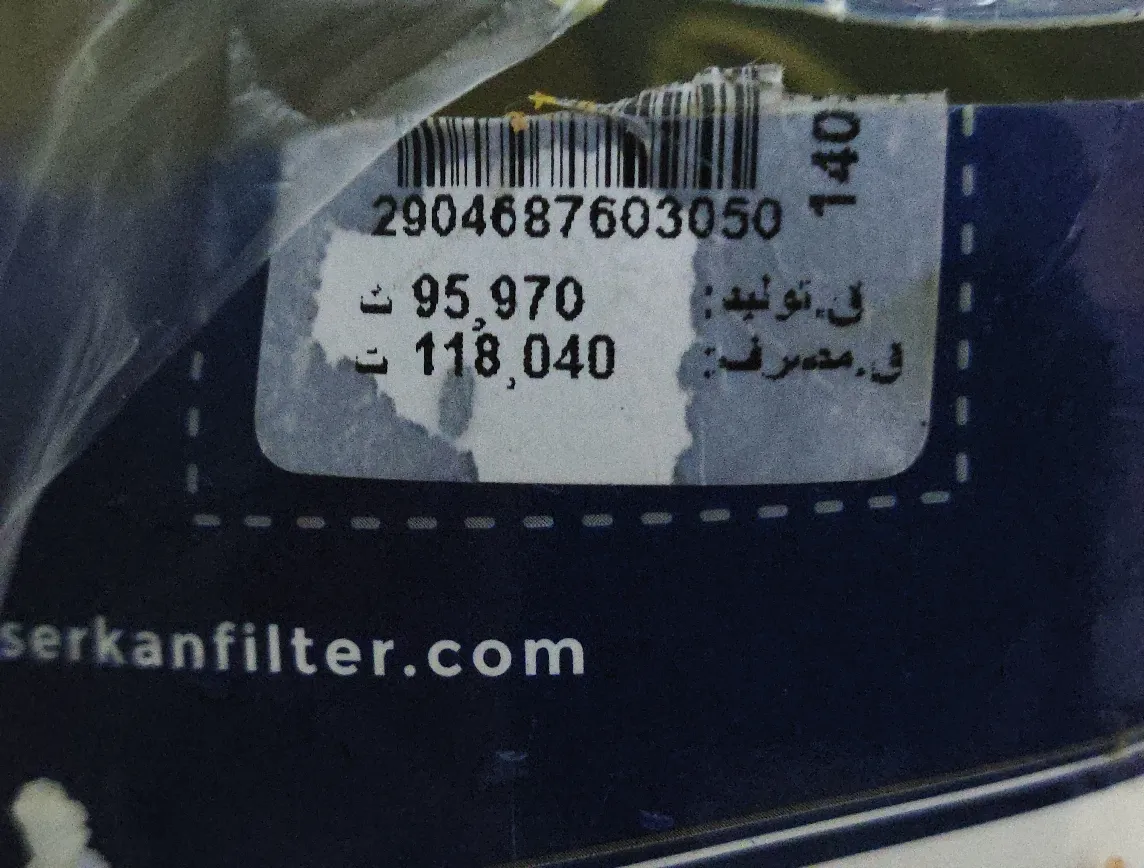 140
2904687603050
ق.تولید: 95,970 ت
ق.مصرف: 118,040 ت
serkanfilter.com